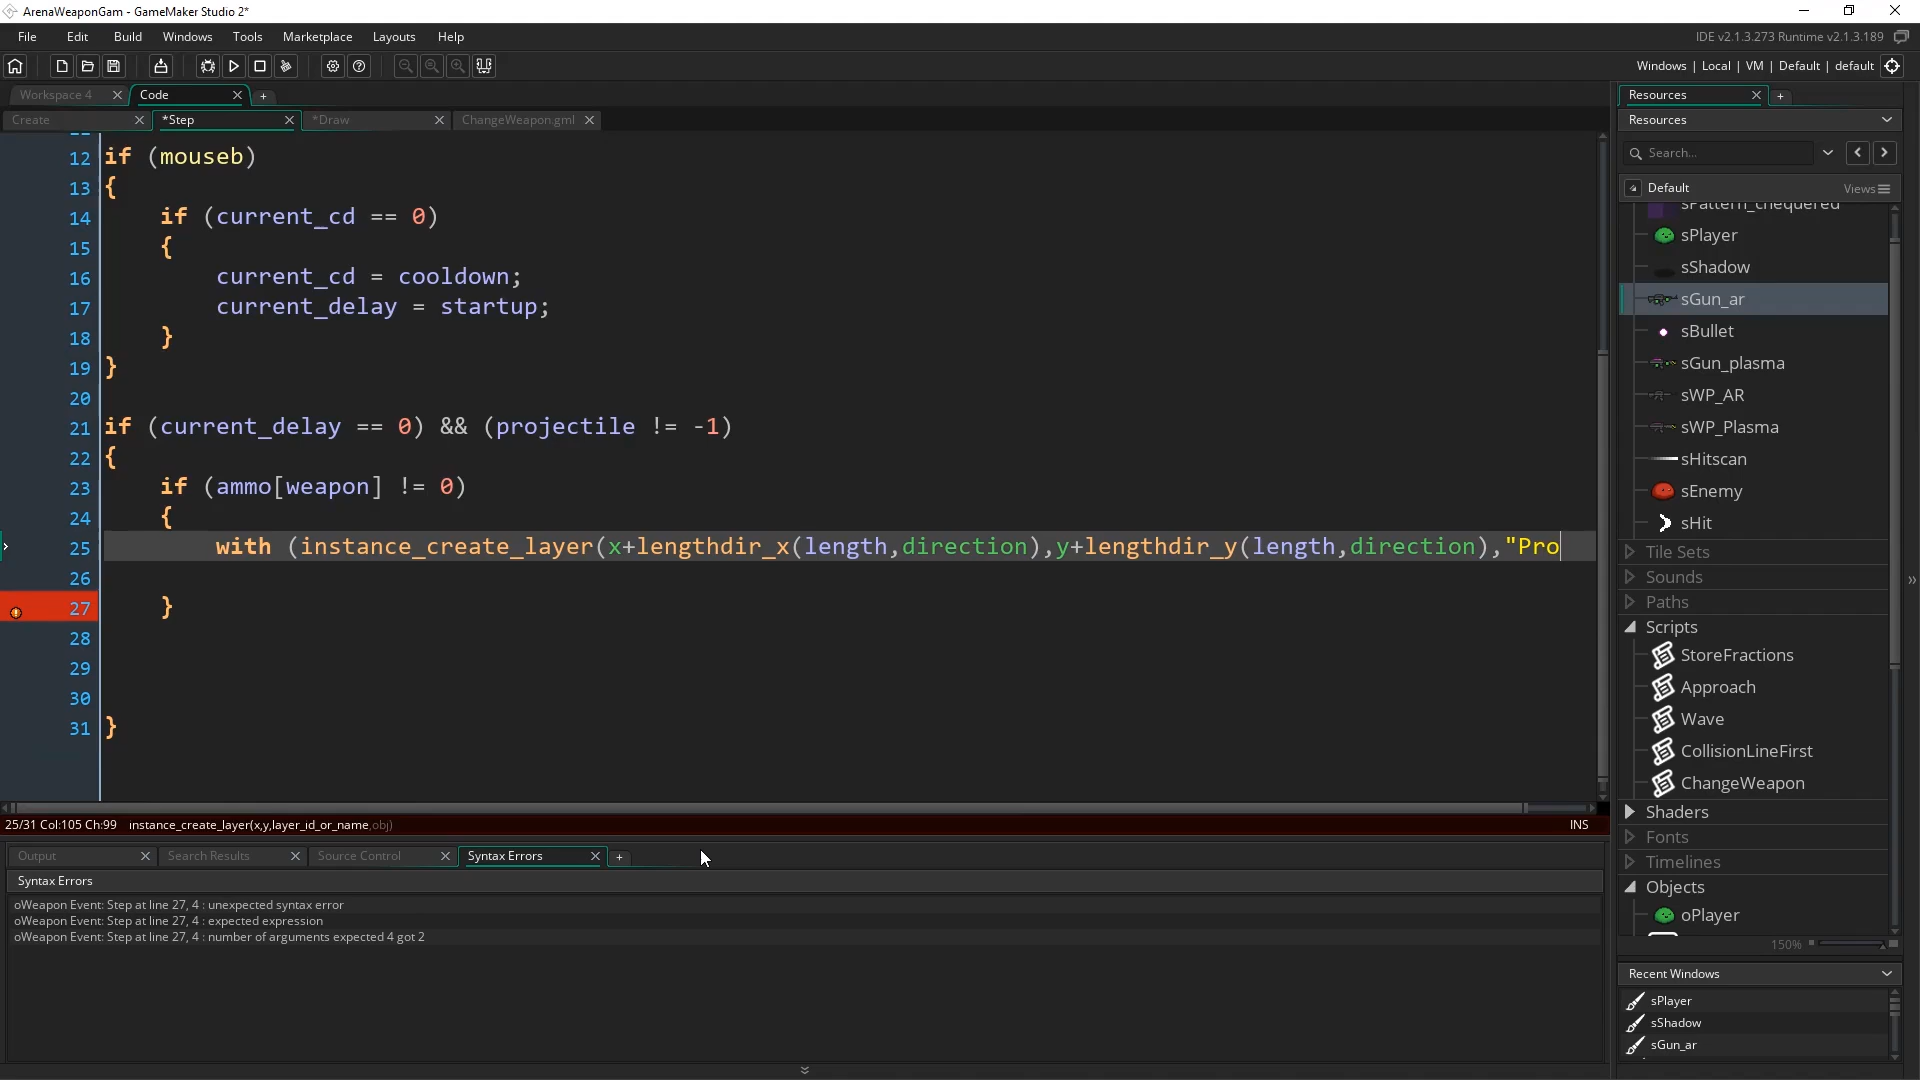 ArenaWeaponGam - GameMaker Studio 2*
File Edit Build Windows Tools Marketplace Layouts Help
IDE v2.1.3.273 Runtime v2.1.3.189
Windows | Local | VM | Default | default
Workspace 4
Code
Create
*Step
*Draw
ChangeWeapon.gml
12 if (mouseb)
13 {
14 if (current_cd == 0)
15 {
16 current_cd = cooldown;
17 current_delay = startup;
18 }
19 }
20
21 if (current_delay == 0) && (projectile != -1)
22 {
23 if (ammo[weapon] != 0)
24 {
25 with (instance_create_layer(x+lengthdir_x(length,direction),y+lengthdir_y(length,direction),"Pro
26
27 }
28
29
30
31 }
25/31 Col:105 Ch:99 instance_create_layer(x,y,layer_id_or_name,obj)
INS
Output
Search Results
Source Control
Syntax Errors
Syntax Errors
oWeapon Event: Step at line 27, 4 : unexpected syntax error
oWeapon Event: Step at line 27, 4 : expected expression
oWeapon Event: Step at line 27, 4 : number of arguments expected 4 got 2
Resources
Resources
Search...
Default
Views
sPattern_chequered
sPlayer
sShadow
sGun_ar
sBullet
sGun_plasma
sWP_AR
sWP_Plasma
sHitscan
sEnemy
sHit
Tile Sets
Sounds
Paths
Scripts
StoreFractions
Approach
Wave
CollisionLineFirst
ChangeWeapon
Shaders
Fonts
Timelines
Objects
oPlayer
150%
Recent Windows
sPlayer
sShadow
sGun_ar